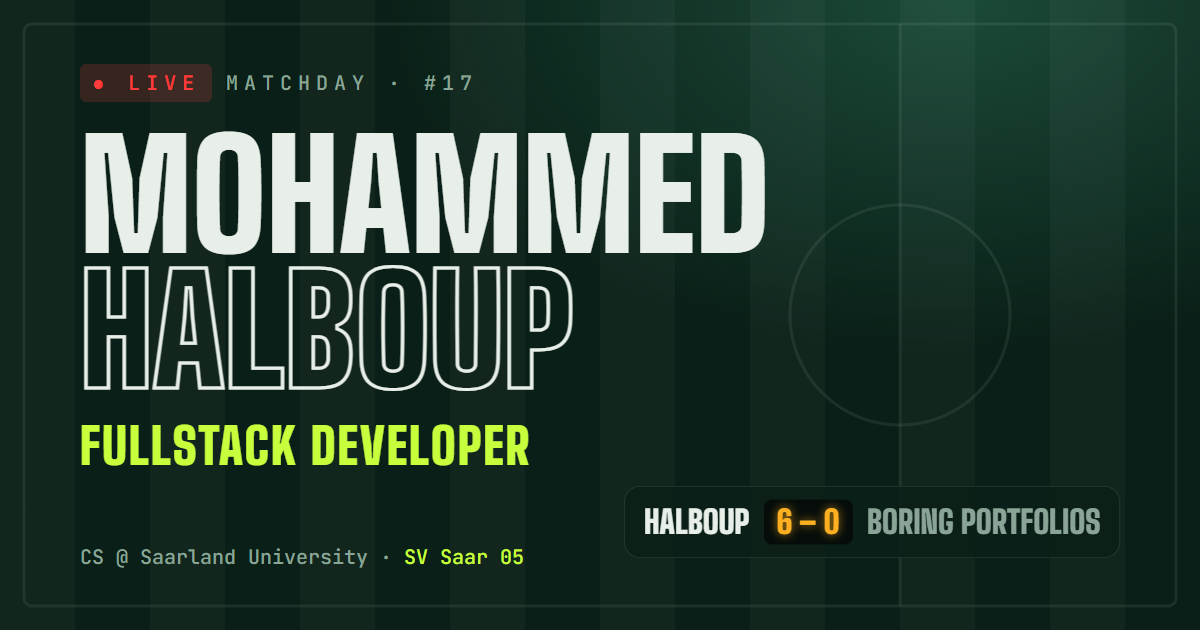 ● LIVE MATCHDAY · #17
MOHAMMED
HALBOUP
FULLSTACK DEVELOPER
HALBOUP 6 – 0 BORING PORTFOLIOS
CS @ Saarland University · SV Saar 05